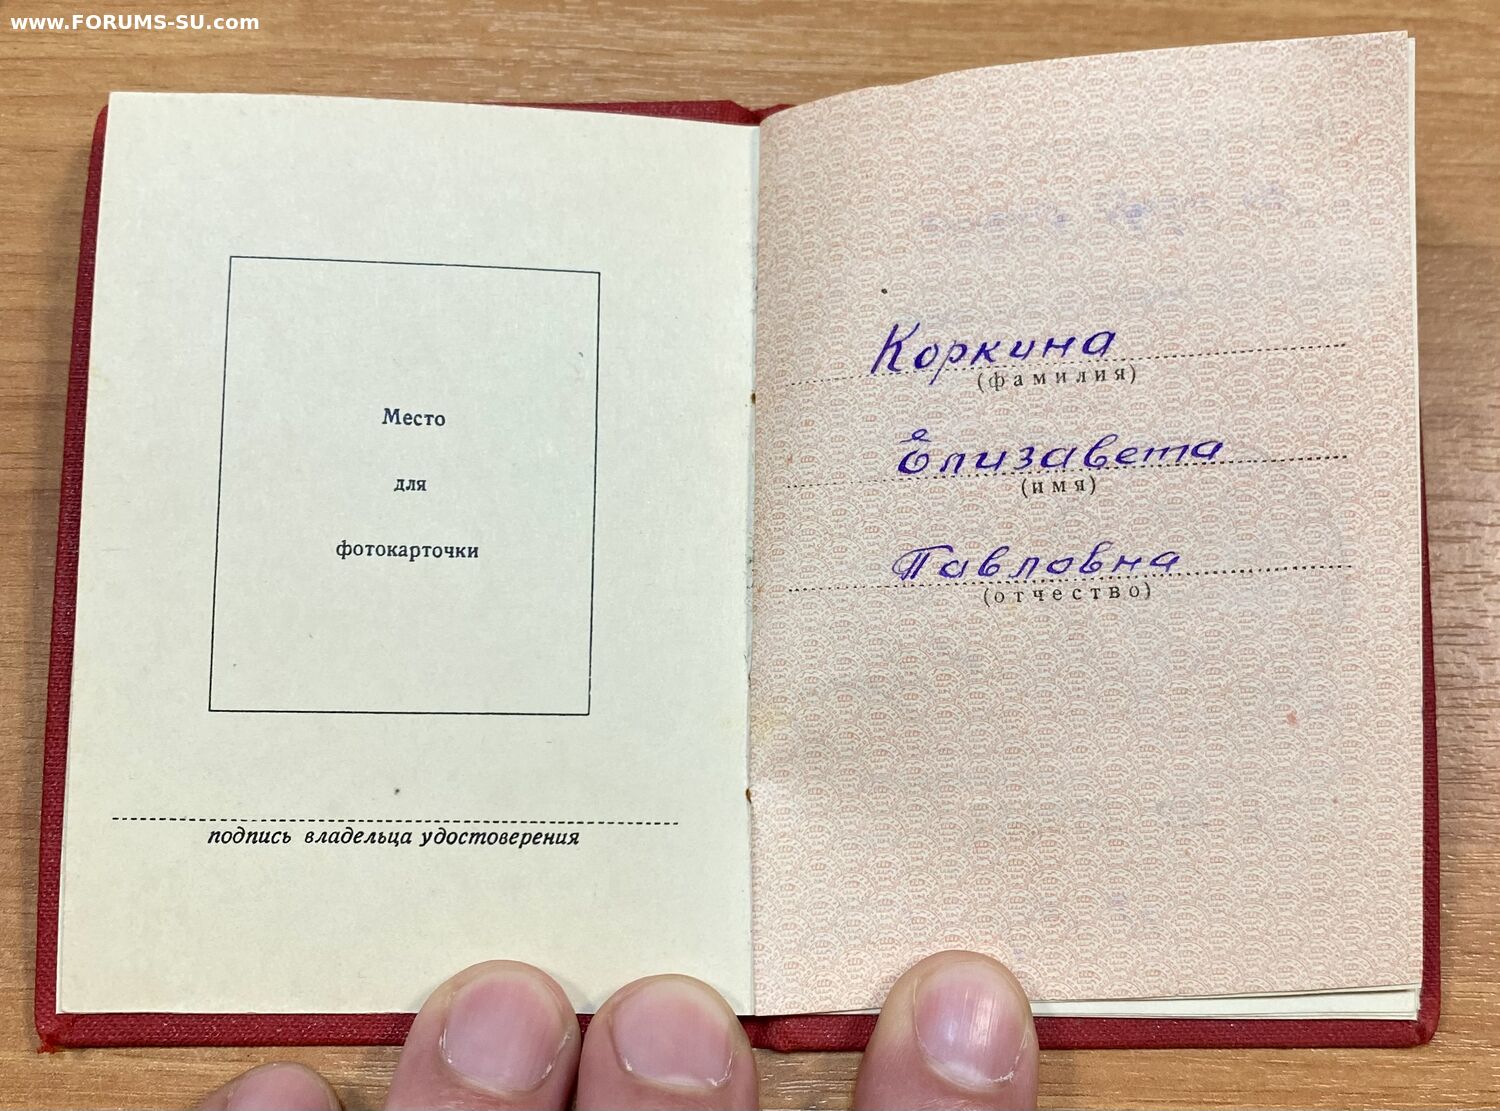 www.FORUMS-SU.com
Место
для
фотокарточки
подпись владельца удостоверения
Коркина
(фамилия)
Елизавета
(имя)
Павловна
(отчество)